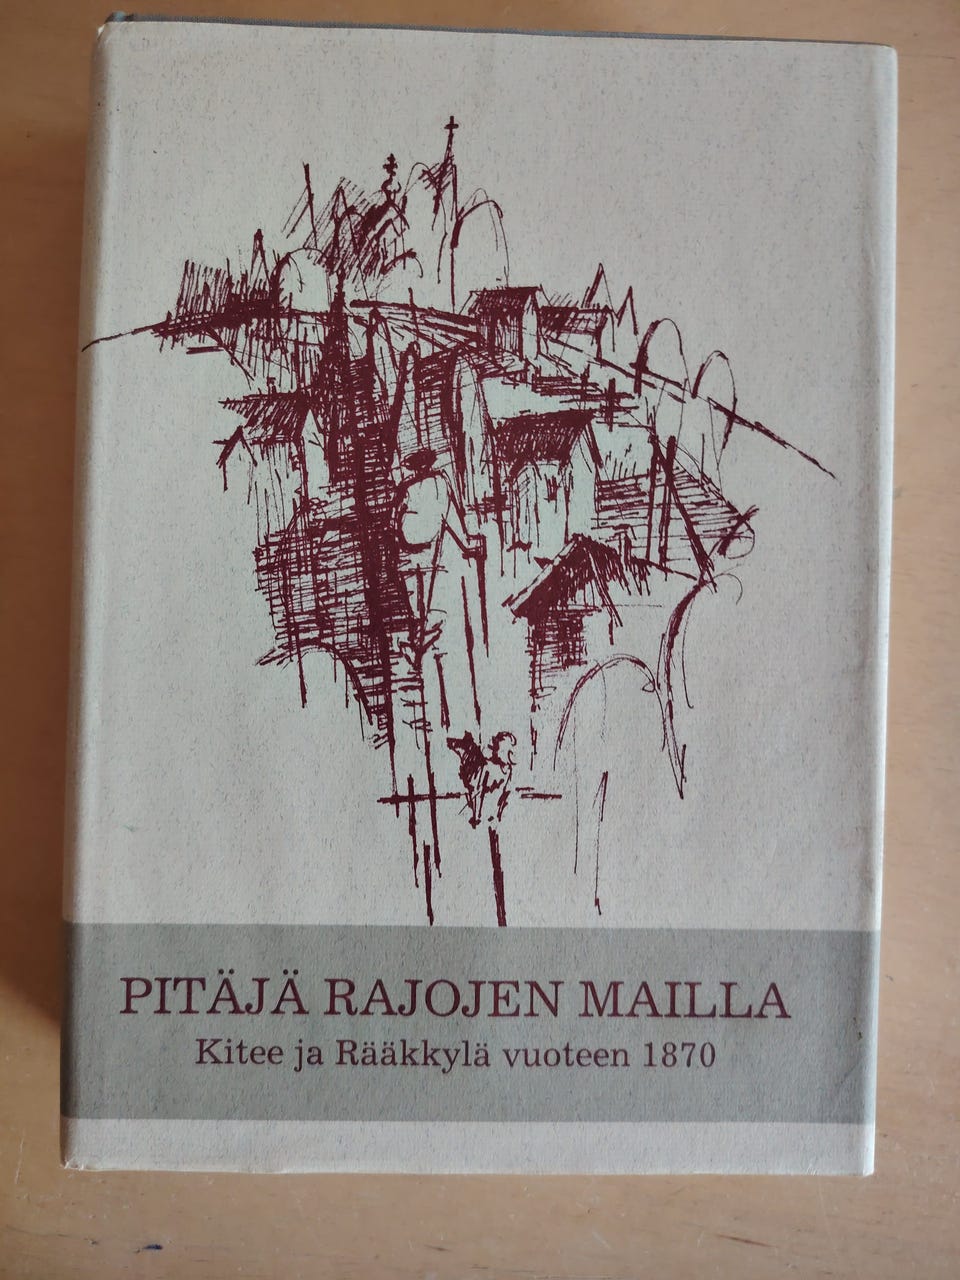 PITÄJÄ RAJOJEN MAILLA
Kitee ja Rääkkylä vuoteen 1870